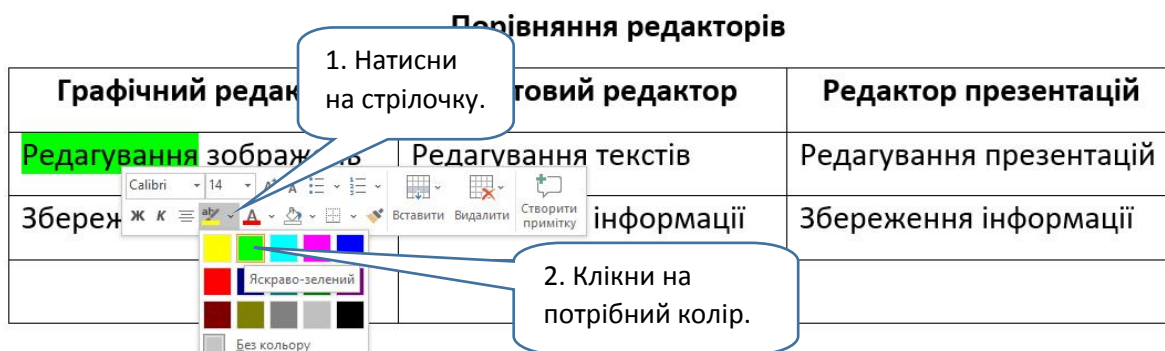 Порівняння редакторів
1. Натисни
на стрілочку.
Графічний редак товий редактор Редактор презентацій
Редагування зображень Редагування текстів Редагування презентацій
Calibri 14
Ж К Вставити Видалити Створити
примітку
Збереж інформації Збереження інформації
Яскраво-зелений
2. Клікни на
потрібний колір.
Без кольору